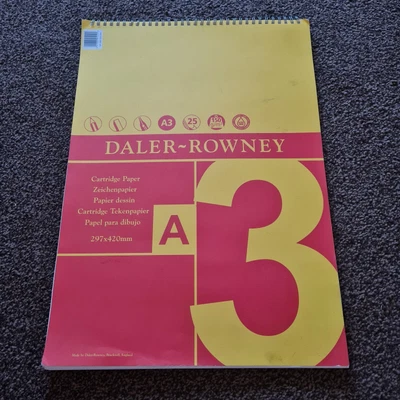 A3
25
DALER~ROWNEY
Cartridge Paper
Zeichenpapier
Papier dessin
Cartridge Tekenpapier
Papel para dibujo
297x420mm
A
3